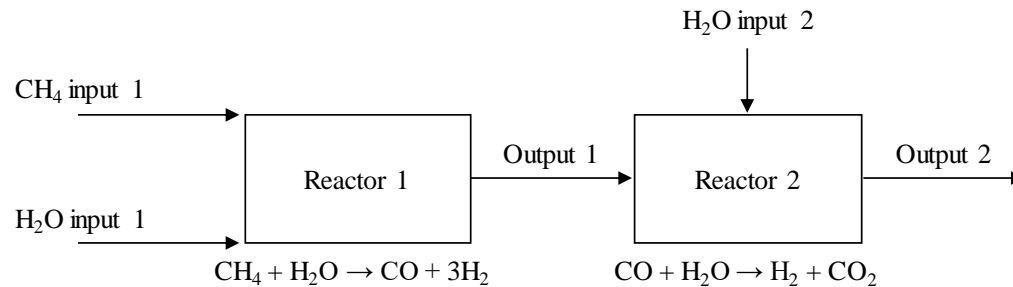 H₂O input 2
CH₄ input 1
Reactor 1
Output 1
Reactor 2
Output 2
H₂O input 1
CH₄ + H₂O → CO + 3H₂
CO + H₂O → H₂ + CO₂